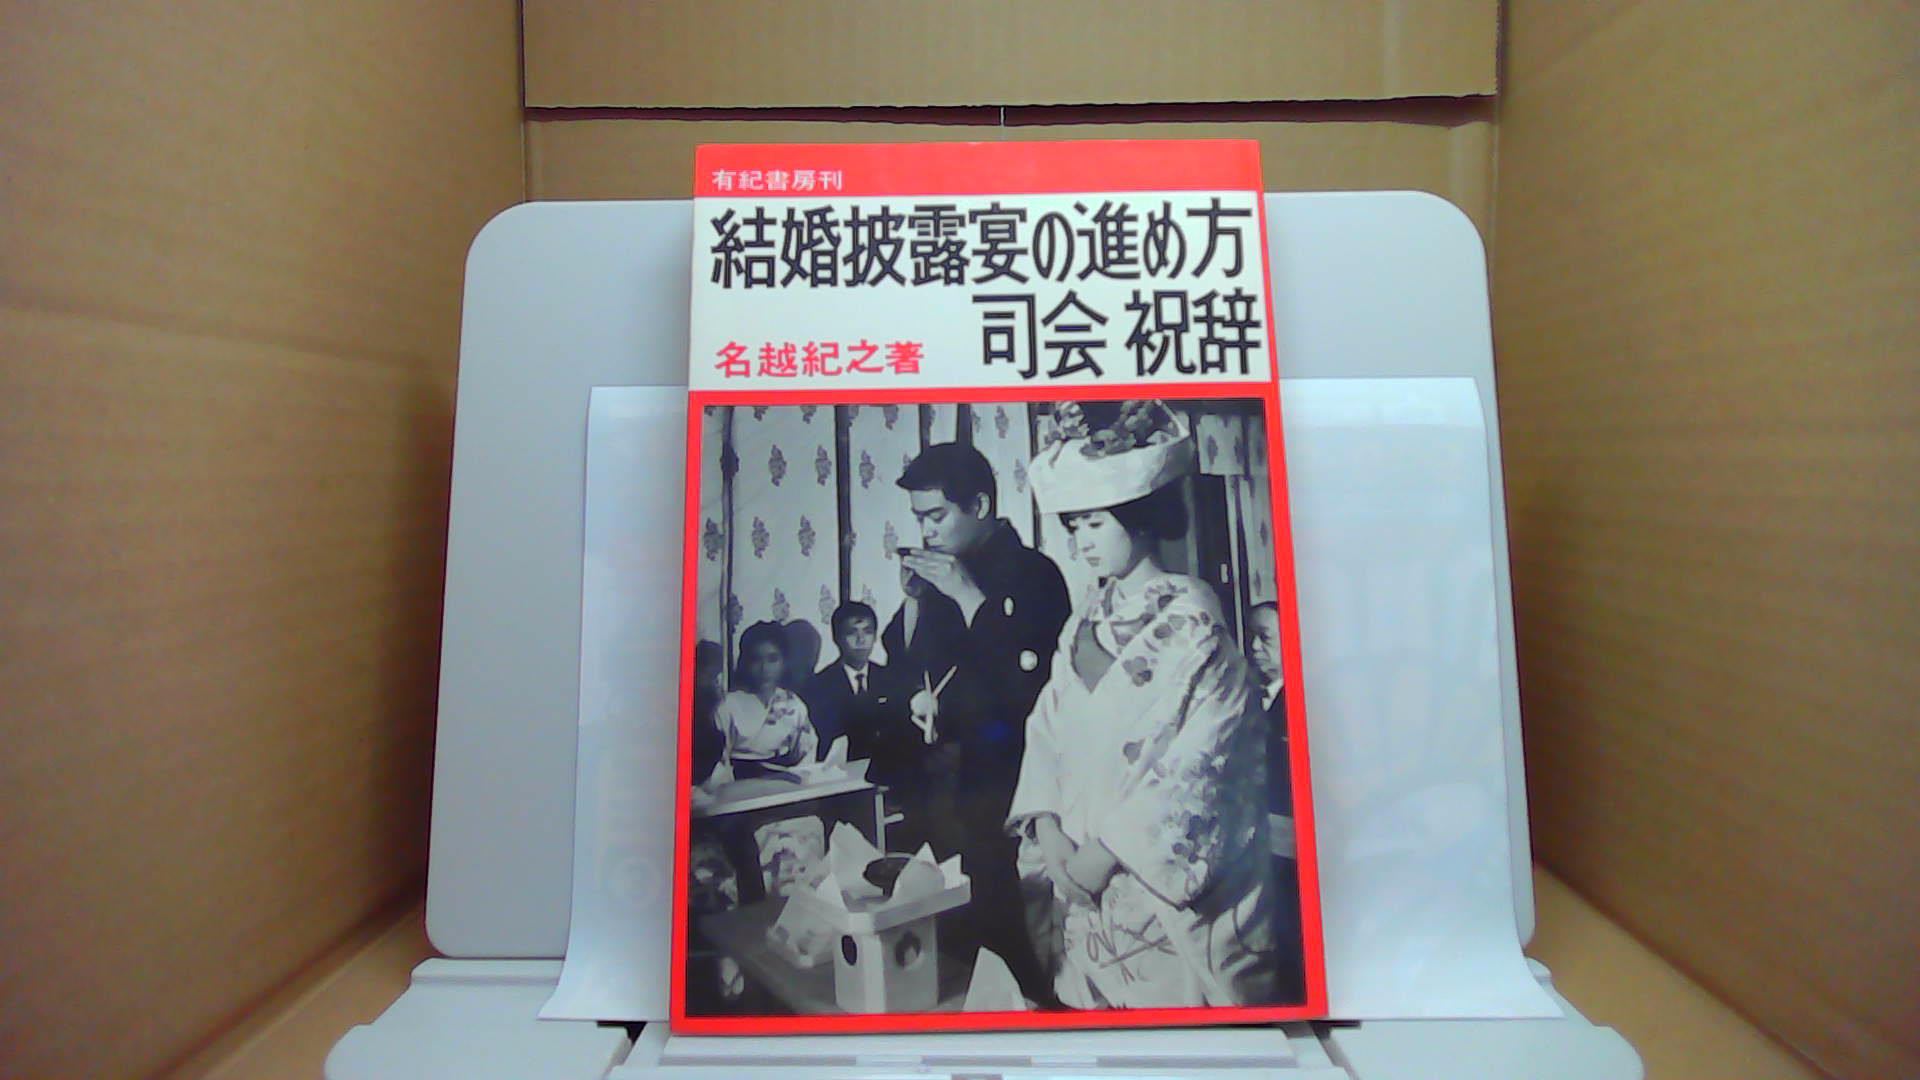 有紀書房刊
結婚披露宴の進め方
司会 祝辞
名越紀之著